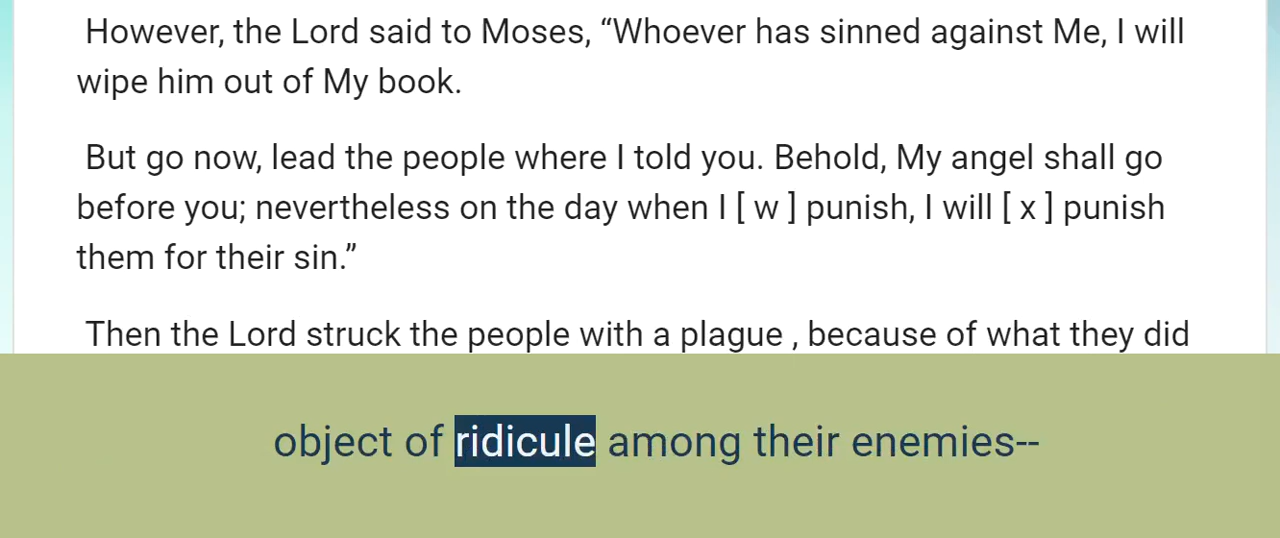 However, the Lord said to Moses, “Whoever has sinned against Me, I will
wipe him out of My book.
But go now, lead the people where I told you. Behold, My angel shall go
before you; nevertheless on the day when I [ w ] punish, I will [ x ] punish
them for their sin.”
Then the Lord struck the people with a plague , because of what they did
object of ridicule among their enemies--